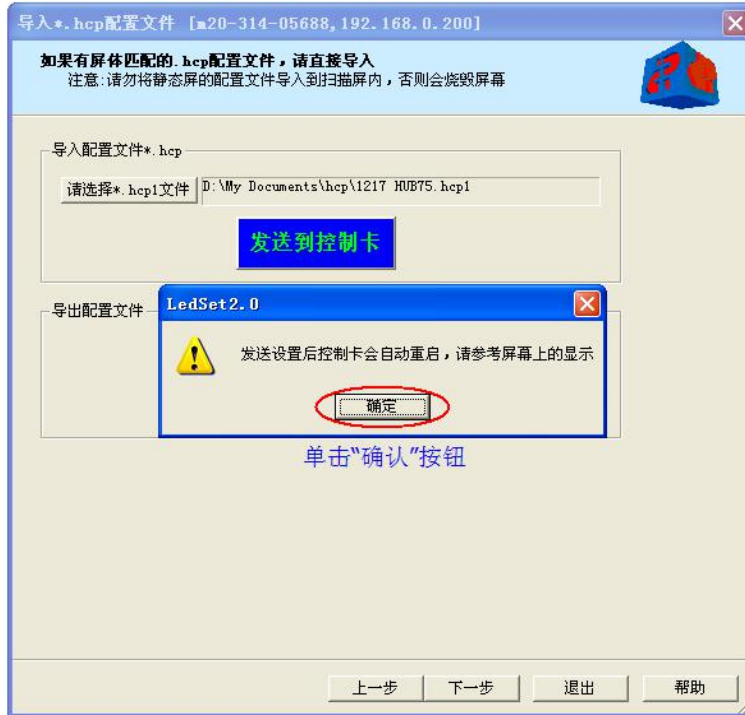 导入*.hcp配置文件 [m20-314-05688,192.168.0.200]
如果有屏体匹配的.hcp配置文件，请直接导入
注意:请勿将静态屏的配置文件导入到扫描屏内，否则会烧毁屏幕
导入配置文件*.hcp
请选择*.hcp1文件 D:\My Documents\hcp\1217 HUB75.hcp1
发送到控制卡
导出配置文件
LedSet2.0
发送设置后控制卡会自动重启，请参考屏幕上的显示
确定
单击“确认”按钮
上一步 下一步 退出 帮助